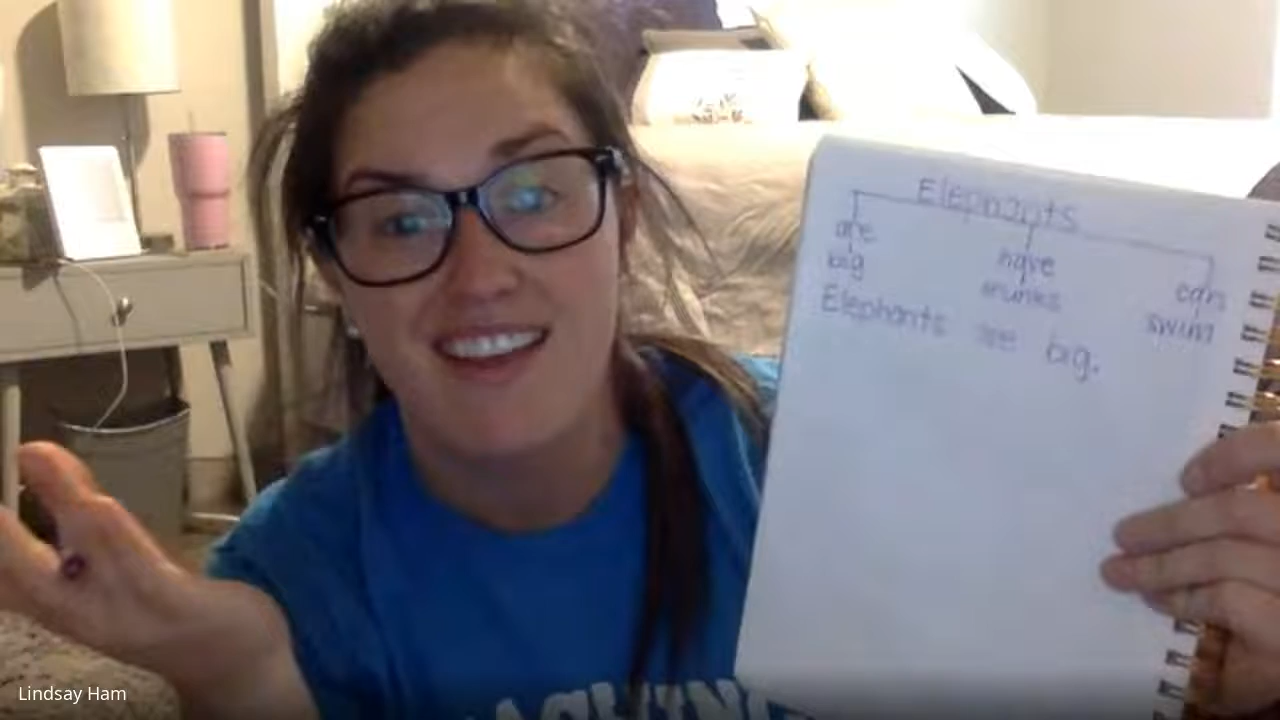 Elephants
are have can
big trunks swim
Elephants are big.
Lindsay Ham